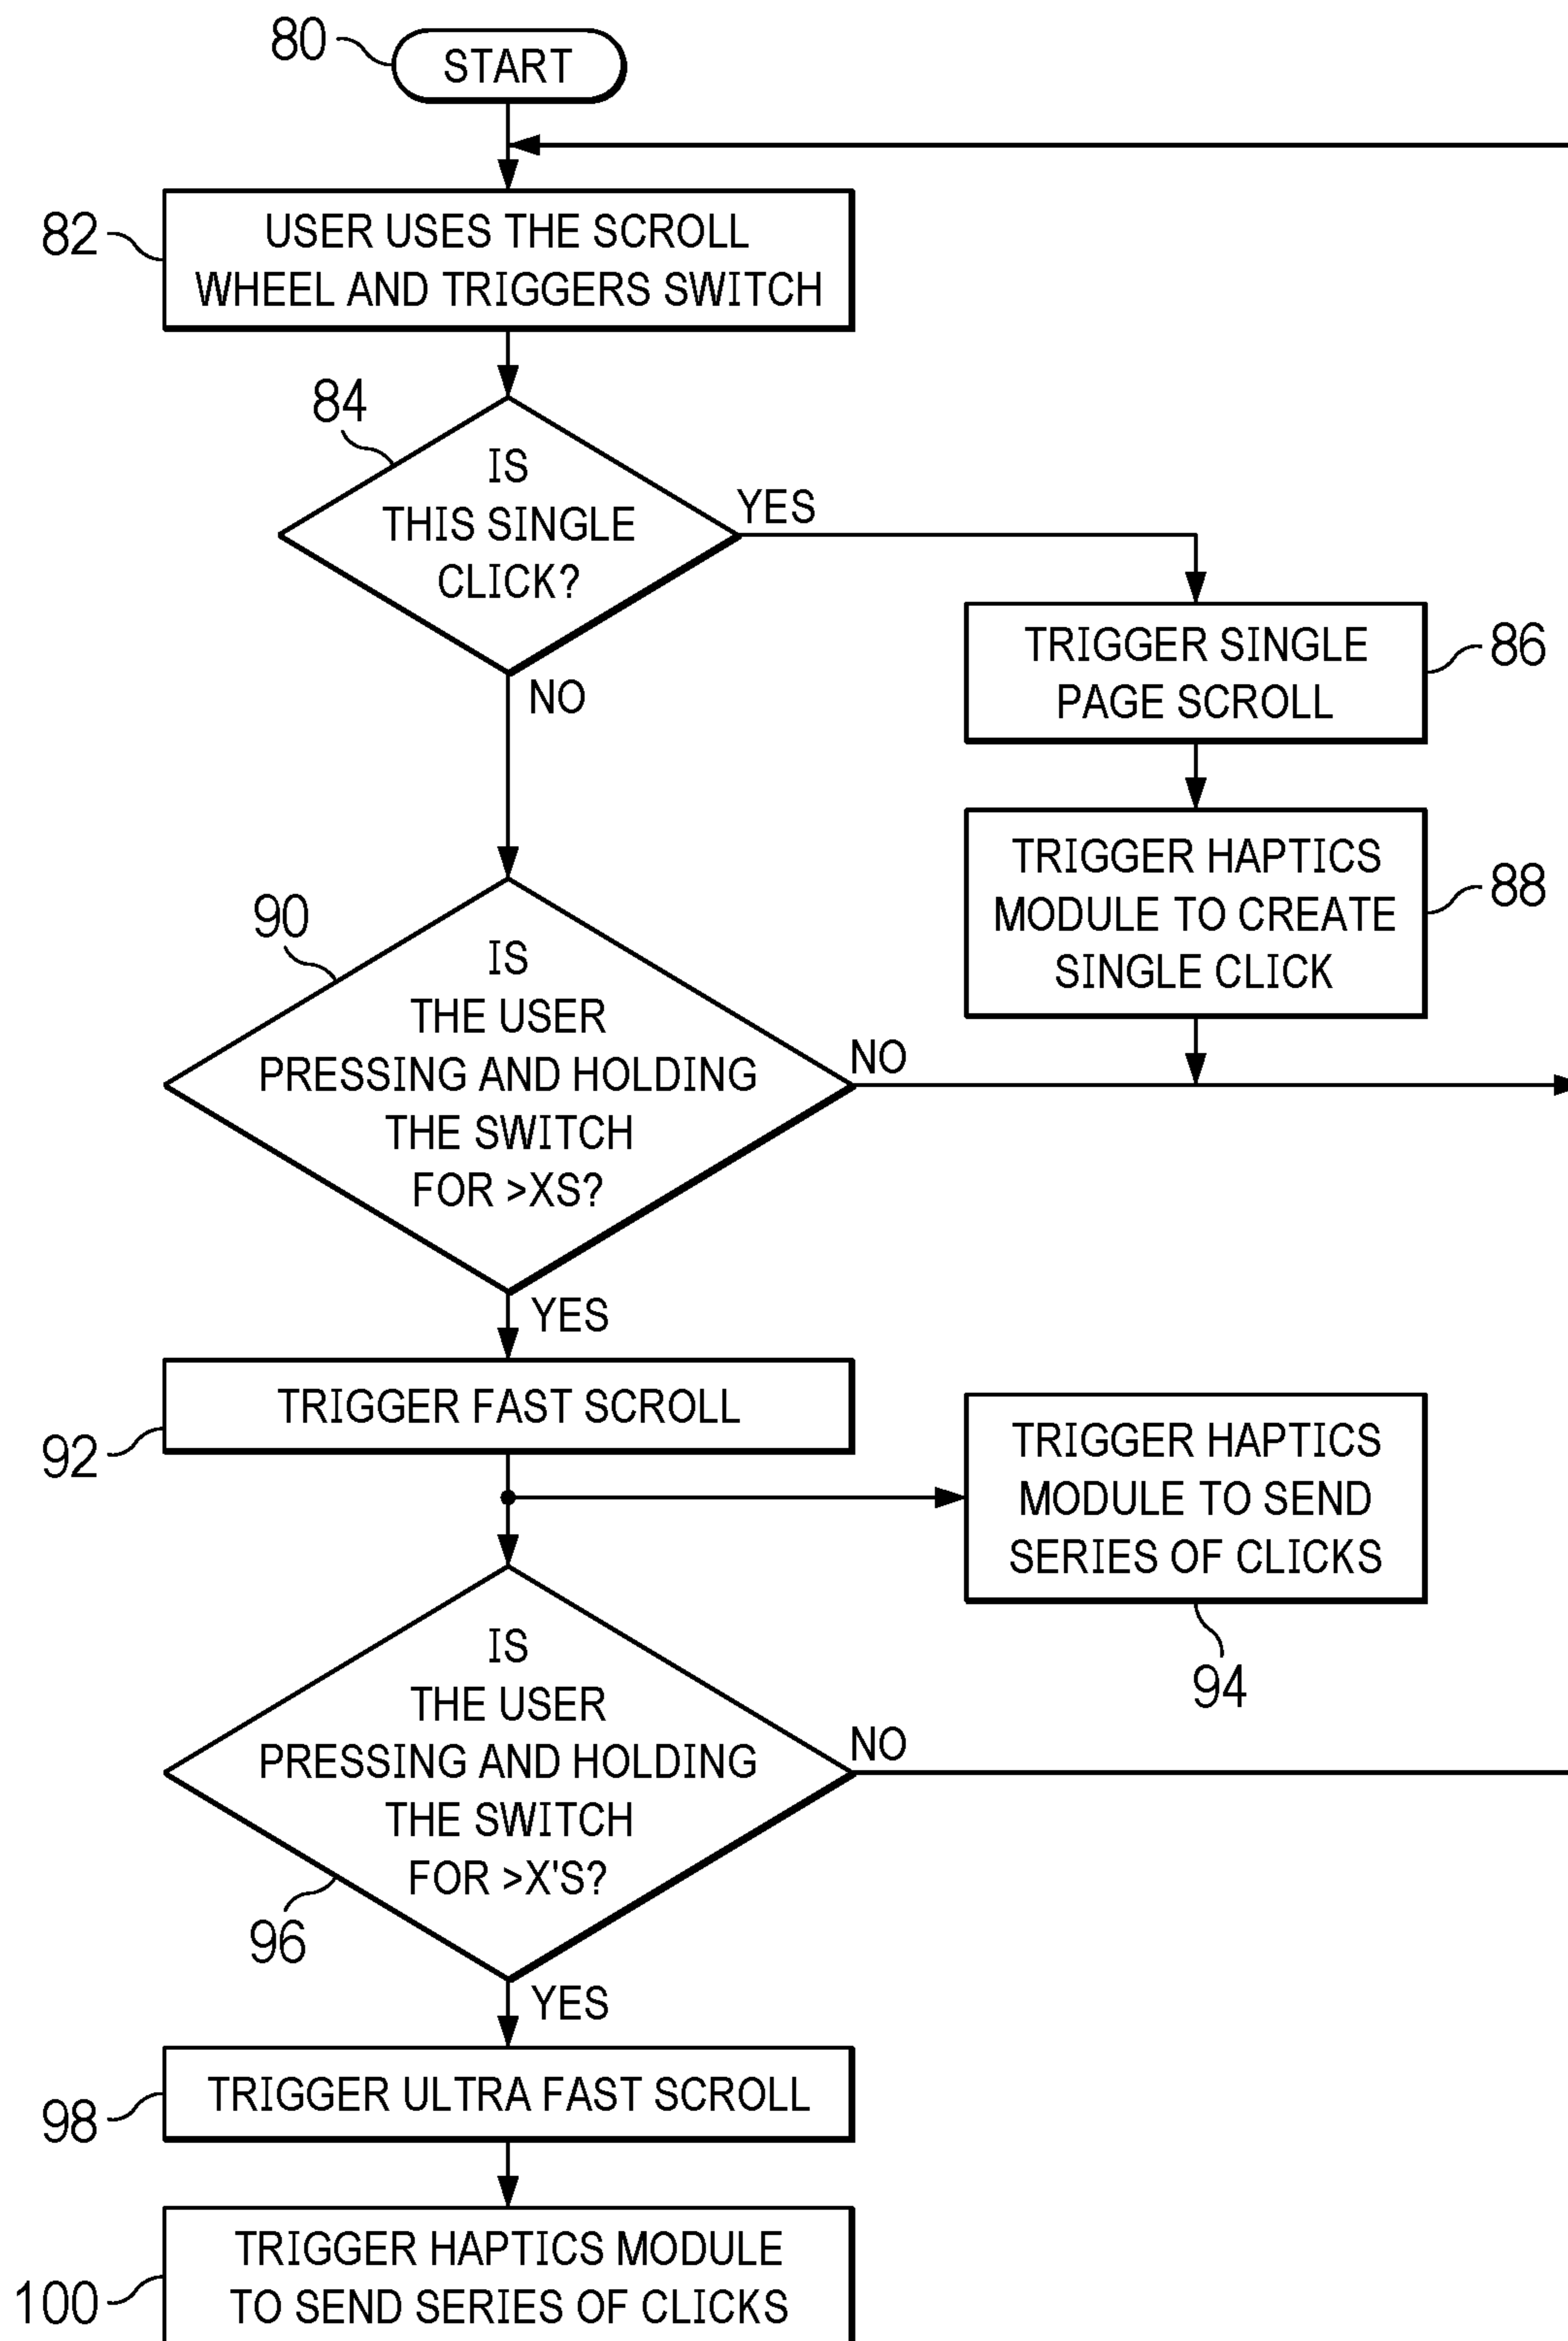 80
START
82
USER USES THE SCROLL
WHEEL AND TRIGGERS SWITCH
84
IS
THIS SINGLE
CLICK?
YES
NO
TRIGGER SINGLE
PAGE SCROLL
86
TRIGGER HAPTICS
MODULE TO CREATE
SINGLE CLICK
88
90
IS
THE USER
PRESSING AND HOLDING
THE SWITCH
FOR >XS?
NO
YES
TRIGGER FAST SCROLL
92
TRIGGER HAPTICS
MODULE TO SEND
SERIES OF CLICKS
94
IS
THE USER
PRESSING AND HOLDING
THE SWITCH
FOR >X'S?
NO
96
YES
TRIGGER ULTRA FAST SCROLL
98
TRIGGER HAPTICS MODULE
TO SEND SERIES OF CLICKS
100